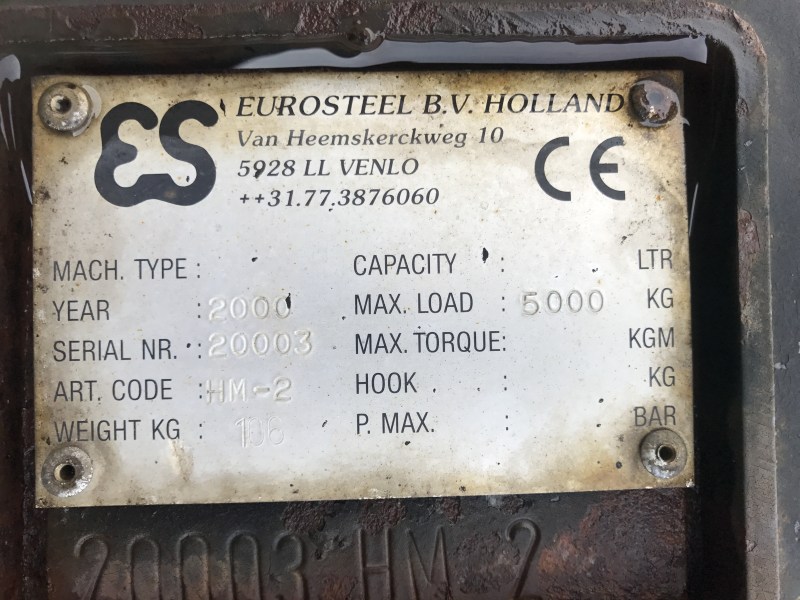 ES EUROSTEEL B.V. HOLLAND
Van Heemskerckweg 10
5928 LL VENLO
++31.77.3876060
CE
MACH. TYPE : CAPACITY : LTR
YEAR : 2000 MAX. LOAD : 5000 KG
SERIAL NR. : 20003 MAX. TORQUE: KGM
ART. CODE : HM-2 HOOK : KG
WEIGHT KG : P. MAX. : BAR
20003 HM 2